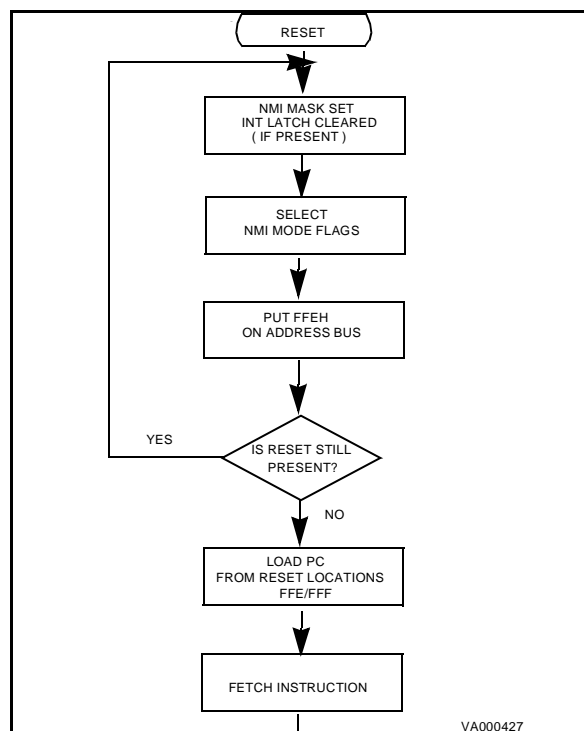 RESET
NMI MASK SET
INT LATCH CLEARED
( IF PRESENT )
SELECT
NMI MODE FLAGS
PUT FFEH
ON ADDRESS BUS
YES
IS RESET STILL
PRESENT?
NO
LOAD PC
FROM RESET LOCATIONS
FFE/FFF
FETCH INSTRUCTION
VA000427